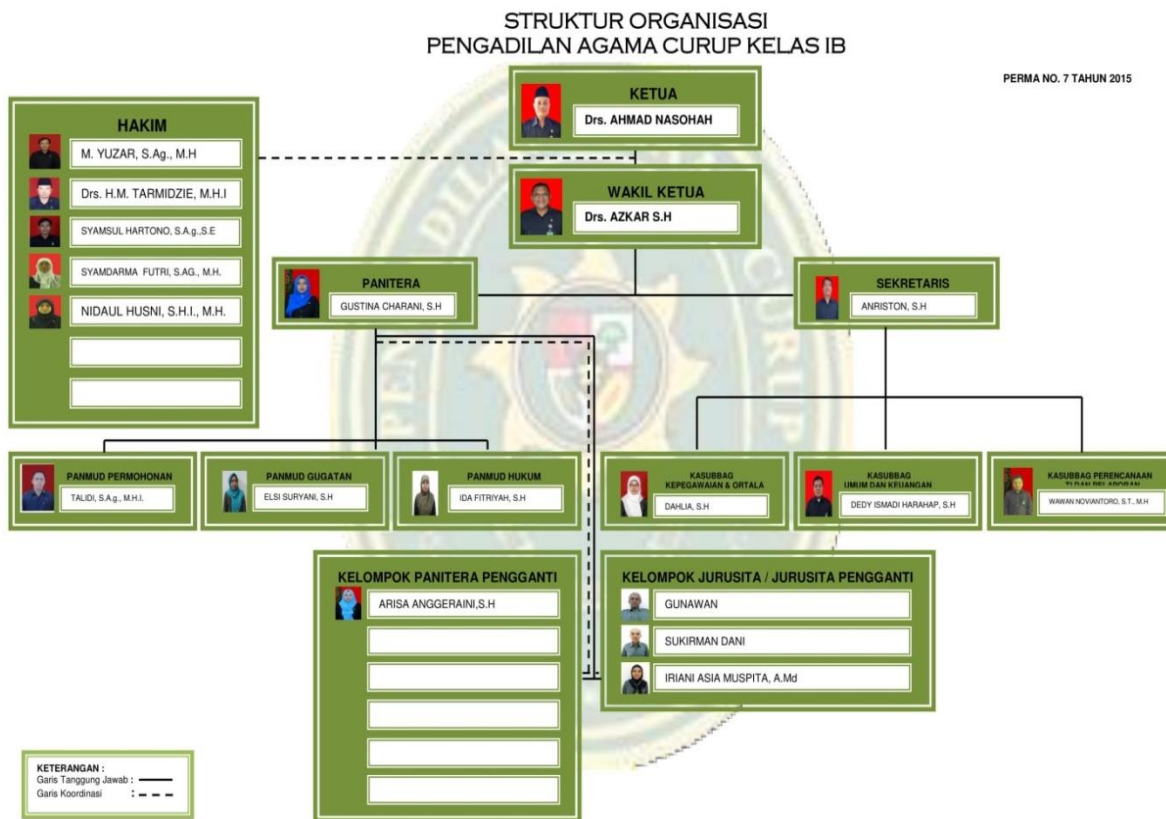 STRUKTUR ORGANISASI
PENGADILAN AGAMA CURUP KELAS IB
PERMA NO. 7 TAHUN 2015
KETUA
Drs. AHMAD NASOHAH
WAKIL KETUA
Drs. AZKAR S.H
HAKIM
M. YUZAR, S.Ag., M.H
Drs. H.M. TARMIDZIE, M.H.I
SYAMSUL HARTONO, S.A.g.,S.E
SYAMDARMA FUTRI, S.AG., M.H.
NIDAUL HUSNI, S.H.I., M.H.
PANITERA
GUSTINA CHARANI, S.H
SEKRETARIS
ANRISTON, S.H
PANMUD PERMOHONAN
TALIDI, S.A.g., M.H.I.
PANMUD GUGATAN
ELSI SURYANI, S.H
PANMUD HUKUM
IDA FITRIYAH, S.H
KASUBBAG
KEPEGAWAIAN & ORTALA
DAHLIA, S.H
KASUBBAG
UMUM DAN KEUANGAN
DEDY ISMADI HARAHAP, S.H
KASUBBAG PERENCANAAN
TI DAN PELAPORAN
WAWAN NOVIANTORO, S.T., M.H
KELOMPOK PANITERA PENGGANTI
ARISA ANGGERAINI,S.H
KELOMPOK JURUSITA / JURUSITA PENGGANTI
GUNAWAN
SUKIRMAN DANI
IRIANI ASIA MUSPITA, A.Md
KETERANGAN :
Garis Tanggung Jawab :
Garis Koordinasi :
CURUP